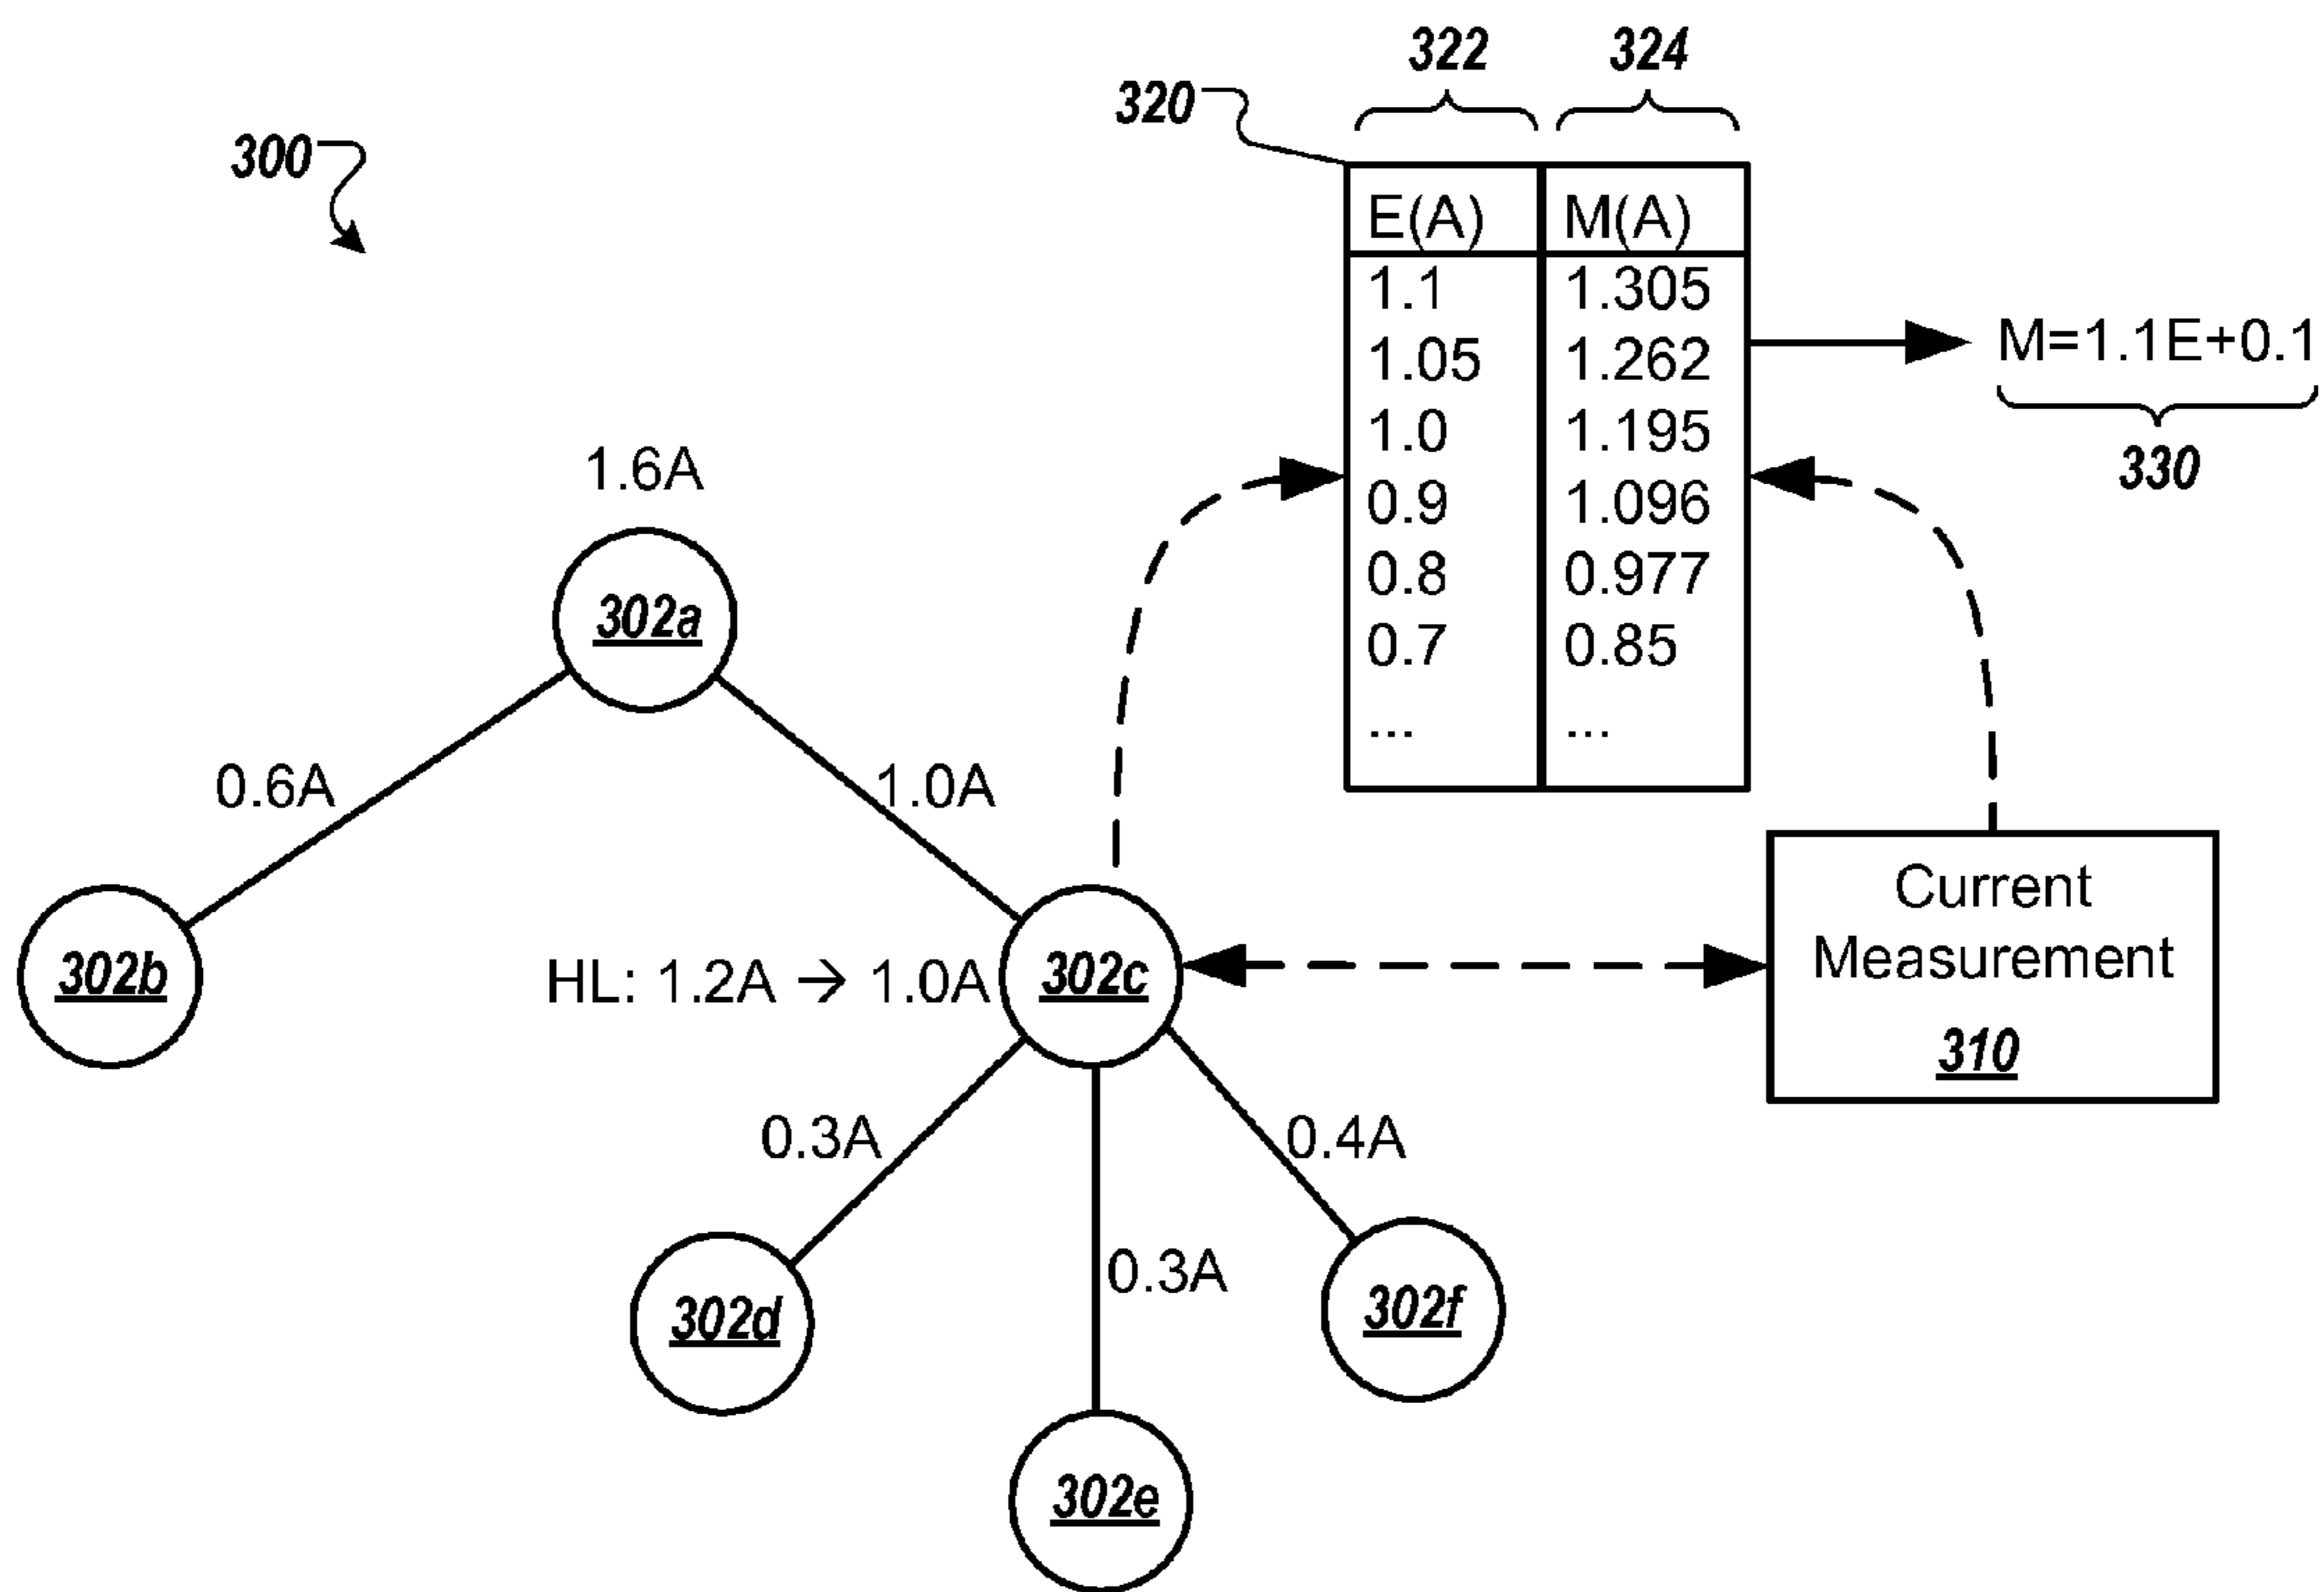 300
320
322
324
E(A) M(A)
1.1 1.305
1.05 1.262
1.0 1.195
0.9 1.096
0.8 0.977
0.7 0.85
... ...
M=1.1E+0.1
330
1.6A
302a
0.6A
1.0A
302b
HL: 1.2A → 1.0A
302c
Current
Measurement
310
0.3A
0.3A
0.4A
302d
302e
302f